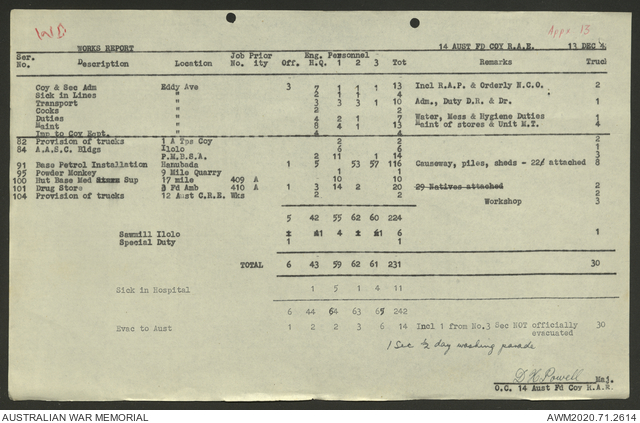 WD
Appx 13
WORKS REPORT 14 AUST FD COY R.A.E. 13 DEC
Ser. Job Prior Eng. Personnel
No. Description Location No. ity Off. H.Q. 1 2 3 Tot Remarks Truc
Coy & Sec Adm Eddy Ave 3 7 1 1 1 13 Incl R.A.P. & Orderly N.C.O. 2
Sick in Lines " 2 1 1 4
Transport " 3 3 3 1 10 Adm, Duty D.R. & Dr. 1
Cooks " 2 2
Duties " 4 2 1 7 Water, Mess & Hygiene Duties 1
Maint " 8 4 1 13 Maint of stores & Unit M.T. 4
Imp to Coy Hqrt. " 4 4
82 Provision of trucks 1 A Tps Coy 2 2 2
84 A.A.S.C. Bldgs Ilolo 6 6 1
P.M.B.S.A. 2 11 1 14 3
91 Base Petrol Installation Hanubada 1 5 53 57 116 Causeway, piles, sheds - 22 attached 8
95 Powder Monkey 9 Mile Quarry 1 1
100 Hut Base Med Sup 17 mile 409 A 10 10
101 Drug Store 3 Fd Amb 410 A 1 3 14 2 20 29 Natives attached 2
104 Provision of trucks 12 Aust C.R.E. Wks 2
Workshop 3
5 42 55 62 60 224
Sawmill Ilolo 1 4 1 6 1
Special Duty 1 1
TOTAL 6 43 59 62 61 231 30
Sick in Hospital 1 5 1 4 11
6 44 64 63 65 242
Evac to Aust 1 2 2 3 6 14 Incl 1 from No.3 Sec NOT officially 30
evacuated
1 Sec ½ day washing parade
D K Powell Maj.
O.C. 14 Aust Fd Coy R.A.E.
AUSTRALIAN WAR MEMORIAL AWM2020.71.2614